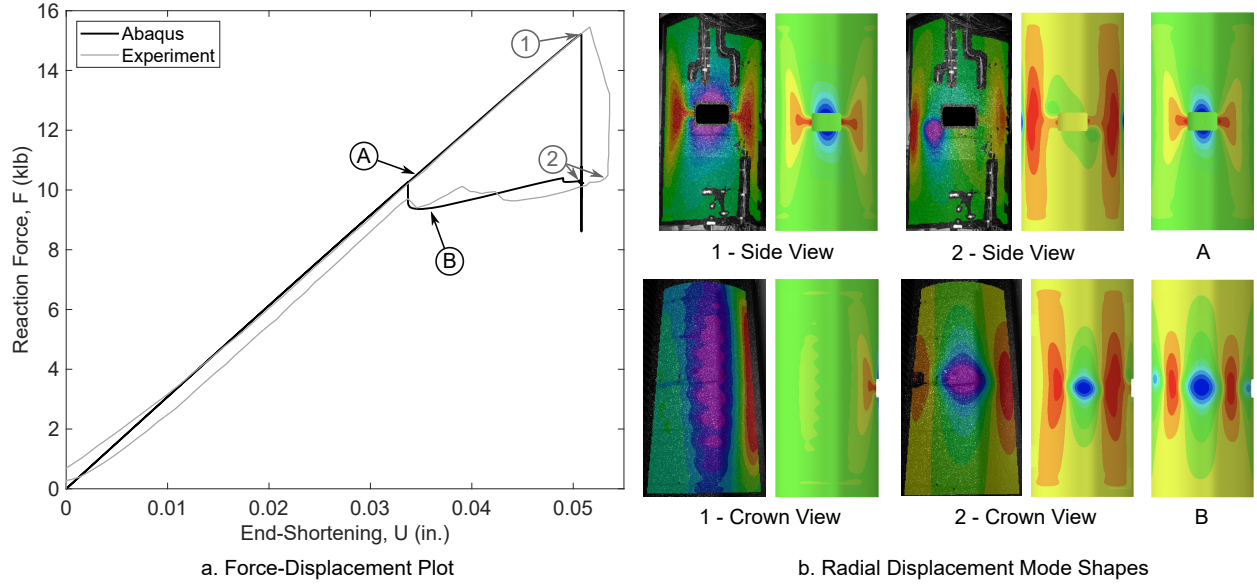 Abaqus
Experiment
16
14
12
10
8
6
4
2
0
Reaction Force, F (klb)
1
2
A
B
0
0.01
0.02
0.03
0.04
0.05
End-Shortening, U (in.)
a. Force-Displacement Plot
1 - Side View
2 - Side View
A
1 - Crown View
2 - Crown View
B
b. Radial Displacement Mode Shapes